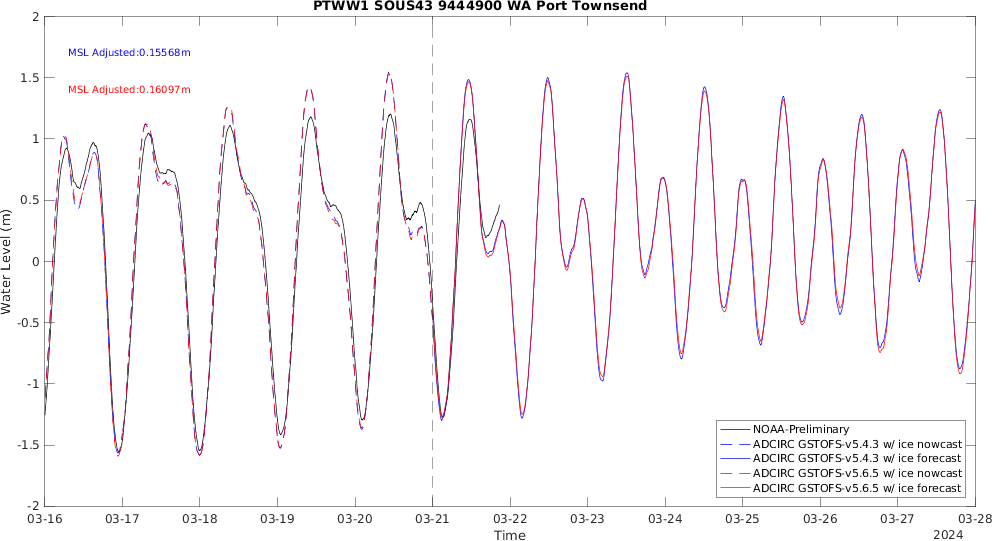 PTWW1 SOUS43 9444900 WA Port Townsend
MSL Adjusted:0.15568m
MSL Adjusted:0.16097m
Water Level (m)
2
1.5
1
0.5
0
-0.5
-1
-1.5
-2
NOAA-Preliminary
ADCIRC GSTOFS-v5.4.3 w/ ice nowcast
ADCIRC GSTOFS-v5.4.3 w/ ice forecast
ADCIRC GSTOFS-v5.6.5 w/ ice nowcast
ADCIRC GSTOFS-v5.6.5 w/ ice forecast
03-16 03-17 03-18 03-19 03-20 03-21 03-22 03-23 03-24 03-25 03-26 03-27 03-28
Time
2024